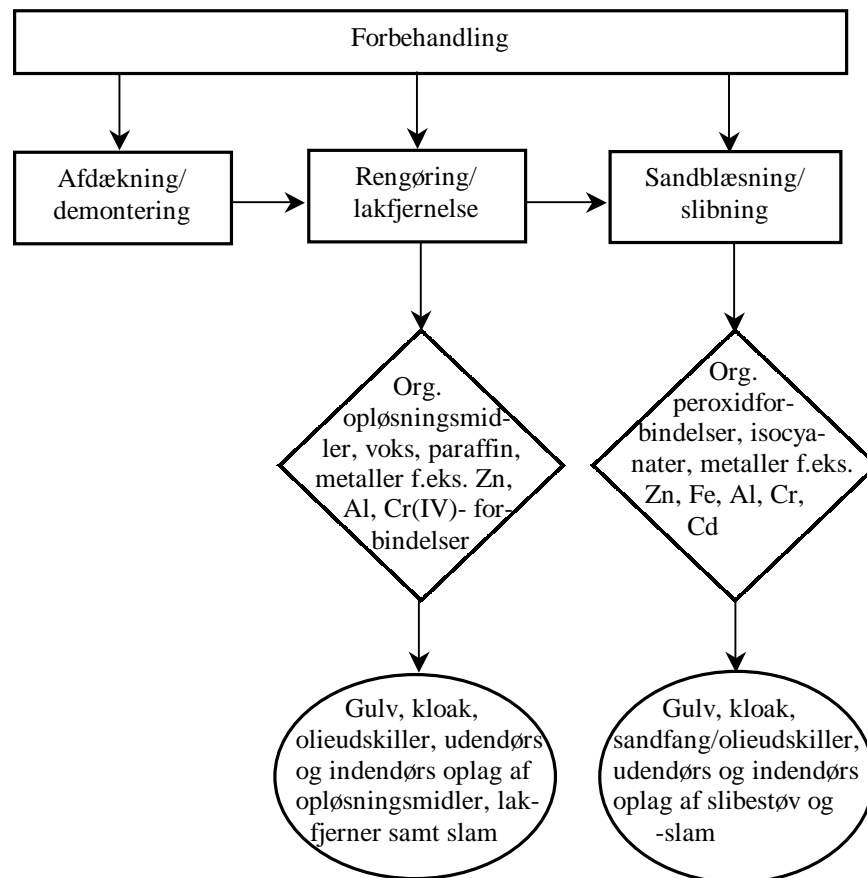 Forbehandling
Afdækning/
demontering
Rengøring/
lakfjernelse
Sandblæsning/
slibning
Org.
opløsningsmid-
ler, voks, paraffin,
metaller f.eks. Zn,
Al, Cr(IV)- for-
bindelser
Org.
peroxidfor-
bindelser, isocya-
nater, metaller f.eks.
Zn, Fe, Al, Cr,
Cd
Gulv, kloak,
olieudskiller, udendørs
og indendørs oplag af
opløsningsmidler, lak-
fjerner samt slam
Gulv, kloak,
sandfang/olieudskiller,
udendørs og indendørs
oplag af slibestøv og
-slam